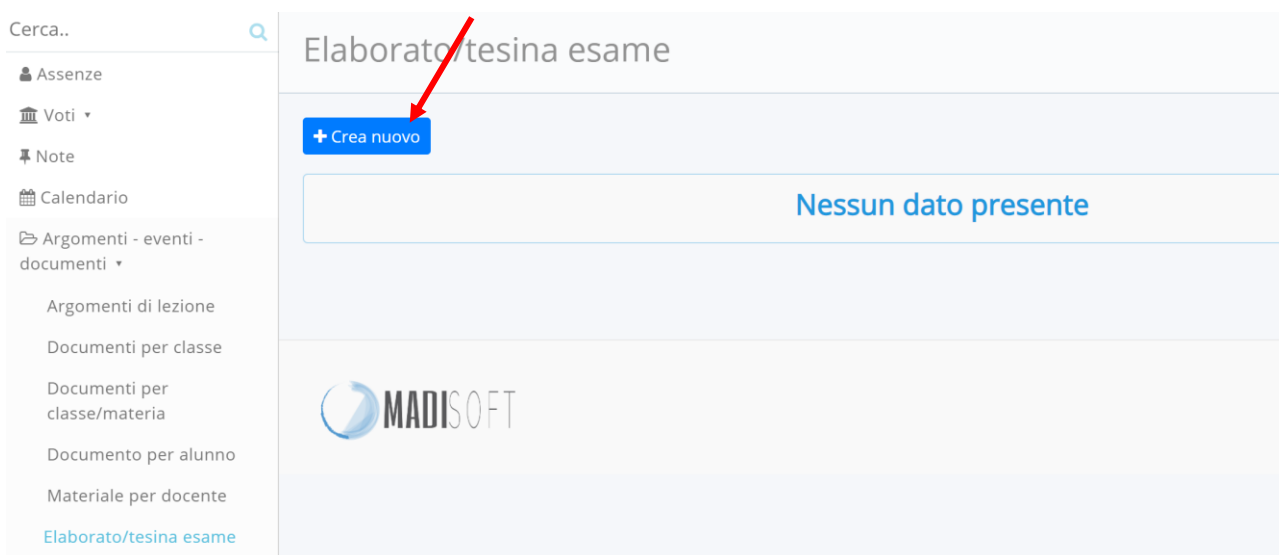 Cerca..
Assenze
Voti
Note
Calendario
Argomenti - eventi -
documenti
Argomenti di lezione
Documenti per classe
Documenti per
classe/materia
Documento per alunno
Materiale per docente
Elaborato/tesina esame
Elaborato/tesina esame
Crea nuovo
Nessun dato presente
MADISOFT